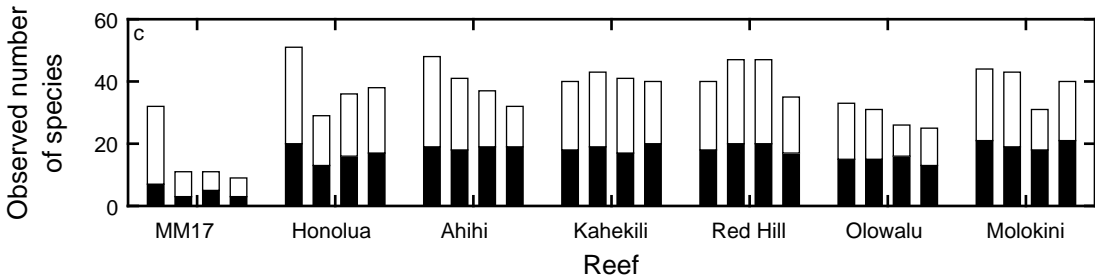 Observed number
of species
c
60
40
20
0
MM17 Honolua Ahihi Kahekili Red Hill Olowalu Molokini
Reef